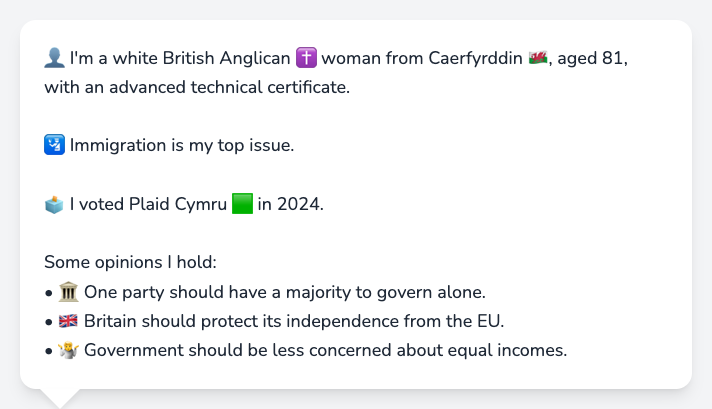 👤 I'm a white British Anglican ✝️ woman from Caerfyrddin 🏴󠁧󠁢󠁷󠁬󠁳󠁿, aged 81,
with an advanced technical certificate.
🛂 Immigration is my top issue.
🗳️ I voted Plaid Cymru 🟩 in 2024.
Some opinions I hold:
• 🏛️ One party should have a majority to govern alone.
• 🇬🇧 Britain should protect its independence from the EU.
• 🤷 Government should be less concerned about equal incomes.